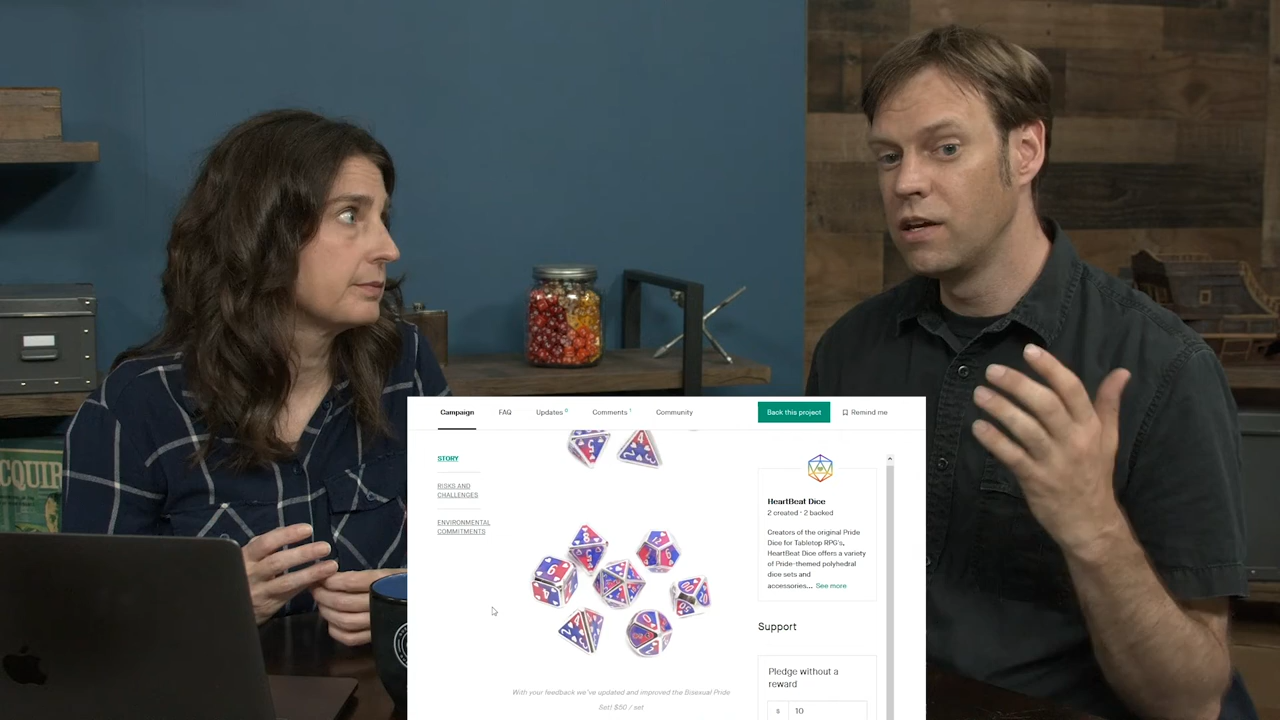 Campaign
FAQ
Updates 0
Comments 1
Community
Back this project
Remind me
STORY
RISKS AND
CHALLENGES
ENVIRONMENTAL
COMMITMENTS
With your feedback we've updated and improved the Bisexual Pride
Set! $50 / set
HeartBeat Dice
2 created · 2 backed
Creators of the original Pride
Dice for Tabletop RPG's,
HeartBeat Dice offers a variety
of Pride-themed polyhedral
dice sets and
accessories... See more
Support
Pledge without a
reward
$ 10
CQUIR